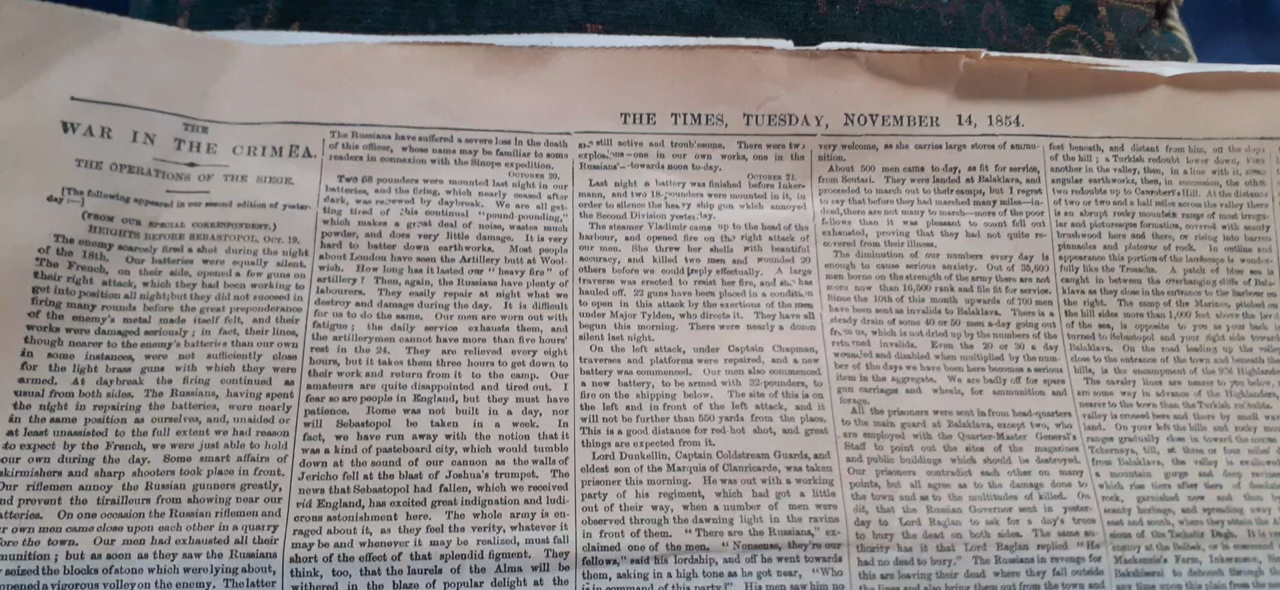 THE TIMES, TUESDAY, NOVEMBER 14, 1854.
THE
WAR IN THE CRIMEA.
THE OPERATIONS OF THE SIEGE.
[The following appeared in our second edition of yester-
day:—]
(FROM OUR SPECIAL CORRESPONDENT.)
HEIGHTS BEFORE SEBASTOPOL, OCT. 19.
The enemy scarcely fired a shot during the night
of the 18th. Our batteries were equally silent.
The French, on their side, opened a few guns on
their right attack, which they had been working to
got into position all night; but they did not succeed in
firing many rounds before the great preponderance
of the enemy's metal made itself felt, and their
works were damaged seriously; in fact, their lines,
though nearer to the enemy's batteries than our own
in some instances, were not sufficiently close
for the light brass guns with which they were
armed. At daybreak the firing continued as
usual from both sides. The Russians, having spent
the night in repairing the batteries, were nearly
in the same position as ourselves, and, unaided or
at least unassisted to the full extent we had reason
to expect by the French, we were just able to hold
our own during the day. Some smart affairs of
skirmishers and sharp shooters took place in front.
Our riflemen annoy the Russian gunners greatly,
nd prevent the tirailleurs from showing near our
atteries. On one occasion the Russian riflemen and
r own men came close upon each other in a quarry
fore the town. Our men had exhausted all their
munition; but as soon as they saw the Russians
seized the blocks of stone which were lying about,
opened a vigorous volley on the enemy. The latter
The Russians have suffered a severe loss in the death
of this officer, whose name may be familiar to some
readers in connexion with the Sinope expedition.
OCTOBER 20.
Two 68 pounders were mounted last night in our
batteries, and the firing, which nearly ceased after
dark, was renewed by daybreak. We are all get-
ting tired of this continual "pound-pounding,"
which makes a great deal of noise, wastes much
powder, and does very little damage. It is very
hard to batter down earthworks. Most people
about London have seen the Artillery butt at Wool-
wich. How long has it lasted our "heavy fire" of
artillery? Then, again, the Russians have plenty of
labourers. They easily repair at night what we
destroy and damage during the day. It is difficult
for us to do the same. Our men are worn out with
fatigue; the daily service exhausts them, and
the artillerymen cannot have more than five hours'
rest in the 24. They are relieved every eight
hours, but it takes them three hours to get down to
their work and return from it to the camp. Our
amateurs are quite disappointed and tired out. I
fear so are people in England, but they must have
patience. Rome was not built in a day, nor
will Sebastopol be taken in a week. In
fact, we have run away with the notion that it
was a kind of pasteboard city, which would tumble
down at the sound of our cannon as the walls of
Jericho fell at the blast of Joshua's trumpet. The
news that Sebastopol had fallen, which we received
vid England, has excited great indignation and ludi-
crous astonishment here. The whole army is en-
raged about it, as they feel the verity, whatever it
may be and whenever it may be realized, must fall
short of the effect of that splendid figment. They
think, too, that the laurels of the Alma will be
withered in the blaze of popular delight at the
still active and troublesome. There were two
explosions—one in our own works, one in the
Russians'—towards noon to-day.
OCTOBER 21.
Last night a battery was finished before Inker-
mann, and two 18-pounders were mounted in it, in
order to silence the heavy ship gun which annoyed
the Second Division yesterday.
The steamer Vladimir came up to the head of the
harbour, and opened fire on the right attack of
our men. She threw her shells with beautiful
accuracy, and killed two men and wounded 20
others before we could reply effectually. A large
traverse was erected to resist her fire, and she has
hauled off. 22 guns have been placed in a condition
to open in this attack by the exertions of the men
under Major Tylden, who directs it. They have all
begun this morning. There were nearly a dozen
silent last night.
On the left attack, under Captain Chapman,
traverses and platforms were repaired, and a new
battery was commenced. Our men also commenced
a new battery, to be armed with 32-pounders, to
fire on the shipping below. The site of this is on
the left and in front of the left attack, and it
will not be further than 550 yards from the place.
This is a good distance for red-hot shot, and great
things are expected from it.
Lord Dunkellin, Captain Coldstream Guards, and
eldest son of the Marquis of Clanricarde, was taken
prisoner this morning. He was out with a working
party of his regiment, which had got a little
out of their way, when a number of men were
observed through the dawning light in the ravine
in front of them. "There are the Russians," ex-
claimed one of the men. "Nonsense, they're our
fellows," said his lordship, and off he went towards
them, asking in a high tone as he got near, "Who
is in command of this party?" His men saw him no
very welcome, as she carries large stores of ammu-
nition.
About 500 men came to day, as fit for service,
from Scutari. They were landed at Balaklava, and
proceeded to march out to their camps, but I regret
to say that before they had marched many miles—in-
deed, there are not many to march—more of the poor
fellows than it was pleasant to count fell out
exhausted, proving that they had not quite re-
covered from their illness.
The diminution of our numbers every day is
enough to cause serious anxiety. Out of 35,600
men borne on the strength of the army there are not
more now than 16,500 rank and file fit for service.
Since the 10th of this month upwards of 700 men
have been sent as invalids to Balaklava. There is a
steady drain of some 40 or 50 men a-day going out
from us, which is not dried up by the numbers of the
returned invalids. Even the 20 or 30 a day
wounded and disabled when multiplied by the num-
ber of the days we have been here becomes a serious
item in the aggregate. We are badly off for spare
gun carriages and wheels, for ammunition and
forage.
All the prisoners were sent in from head-quarters
to the main guard at Balaklava, except two, who
are employed with the Quarter-Master General's
Staff to point out the sites of the magazines
and public buildings which should be destroyed.
Our prisoners contradict each other on many
points, but all agree as to the damage done to
the town and as to the multitudes of killed. On
dit, that the Russian Governor sent in yester-
day to Lord Raglan to ask for a day's truce
to bury the dead on both sides. The same au-
thority has it that Lord Raglan replied "He
had no dead to bury." The Russians in revenge for
this are leaving their dead where they fall outside
the lines and also bring them out from the town and
feet beneath, and distant from him, on the
of the hill; a Turkish redoubt lower down,
another in the valley, then, in a line with it, some
angular earthworks, then, in succession, the other
two redoubts up to Canrobert's Hill. At the distance
of two or two and a half miles across the valley there
is an abrupt rocky mountain range of most irregu-
lar and picturesque formation, covered with scanty
brushwood here and there, or rising into barren
pinnacles and plateaux of rock. In outline and
appearance this portion of the landscape is wonder-
fully like the Trosachs. A patch of blue sea is
caught in between the overhanging cliffs of Bala-
klava as they close in the entrance to the harbour on
the right. The camp of the Marines, pitched on
the hill sides more than 1,000 feet above the level
of the sea, is opposite to you as your back is
turned to Sebastopol and your right side towards
Balaklava. On the road leading up the valley
close to the entrance of the town and beneath
hills, is the encampment of the 93d Highlanders.
The cavalry lines are nearer to you below,
are some way in advance of the Highlanders,
nearer to the town than the Turkish redoubts.
valley is crossed here and there by small
land. On your left the hills and rocky
ranges gradually close in toward the course
Tchernaya, till, at three or four miles
from Balaklava, the valley is swallowed
mountain gorge and deep
which rise tiers after tiers of desolate
rock, garnished now and then
scanty herbage, and spreading away
east and south, where they attain the